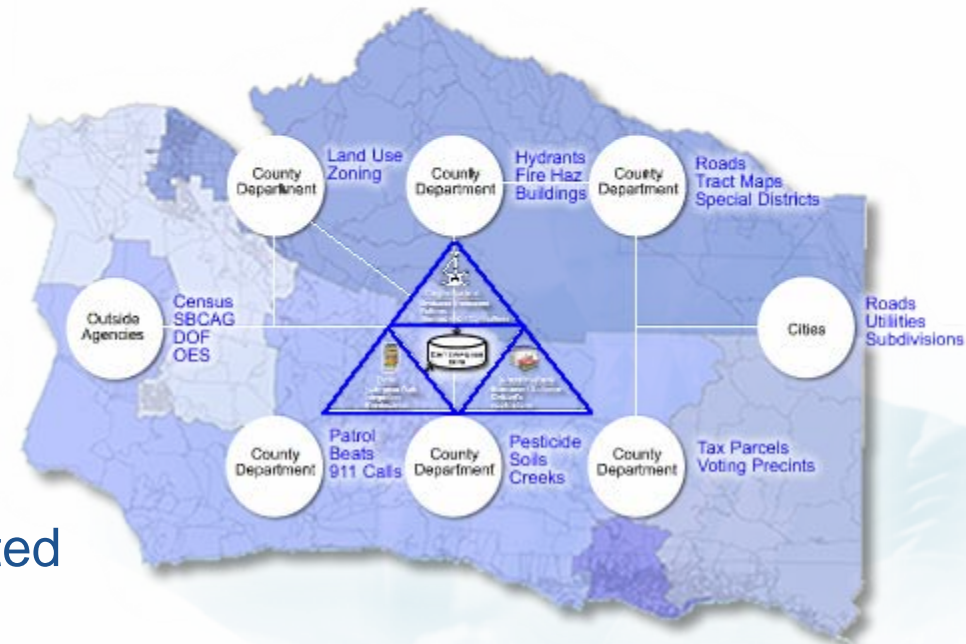 County
Department
Land Use
Zoning
County
Department
Hydrants
Fire Haz
Buildings
County
Department
Roads
Tract Maps
Special Districts
Outside
Agencies
Census
SBCAG
DOF
OES
Cities
Roads
Utilities
Subdivisions
County
Department
Patrol
Beats
911 Calls
County
Department
Pesticide
Soils
Creeks
County
Department
Tax Parcels
Voting Precints
ted